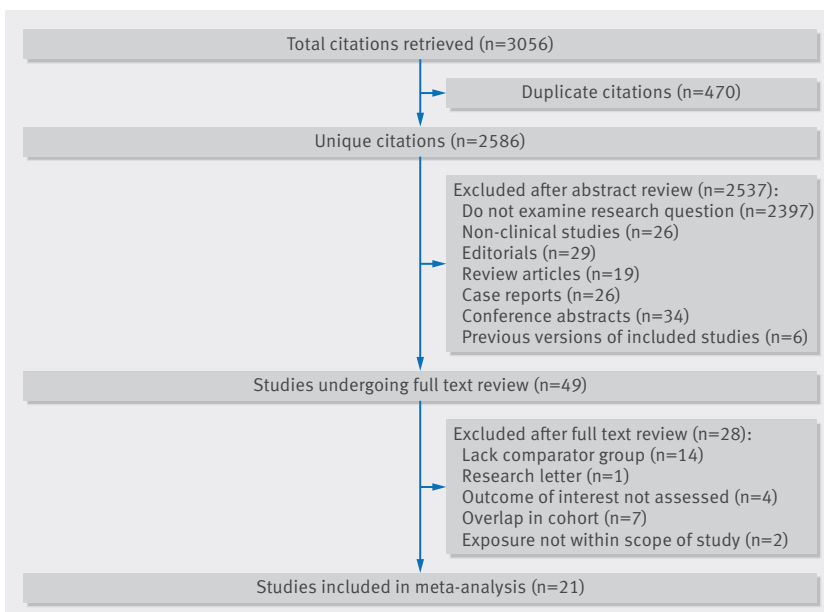 Total citations retrieved (n=3056)
Duplicate citations (n=470)
Unique citations (n=2586)
Excluded after abstract review (n=2537):
Do not examine research question (n=2397)
Non-clinical studies (n=26)
Editorials (n=29)
Review articles (n=19)
Case reports (n=26)
Conference abstracts (n=34)
Previous versions of included studies (n=6)
Studies undergoing full text review (n=49)
Excluded after full text review (n=28):
Lack comparator group (n=14)
Research letter (n=1)
Outcome of interest not assessed (n=4)
Overlap in cohort (n=7)
Exposure not within scope of study (n=2)
Studies included in meta-analysis (n=21)